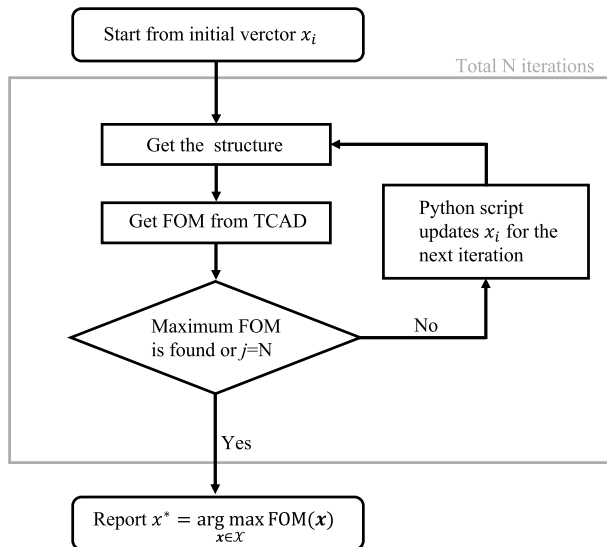 Start from initial verctor x_i
Total N iterations
Get the structure
Get FOM from TCAD
Python script
updates x_i for the
next iteration
Maximum FOM
is found or j=N
No
Yes
Report x* = arg max FOM(x)
x∈𝒳